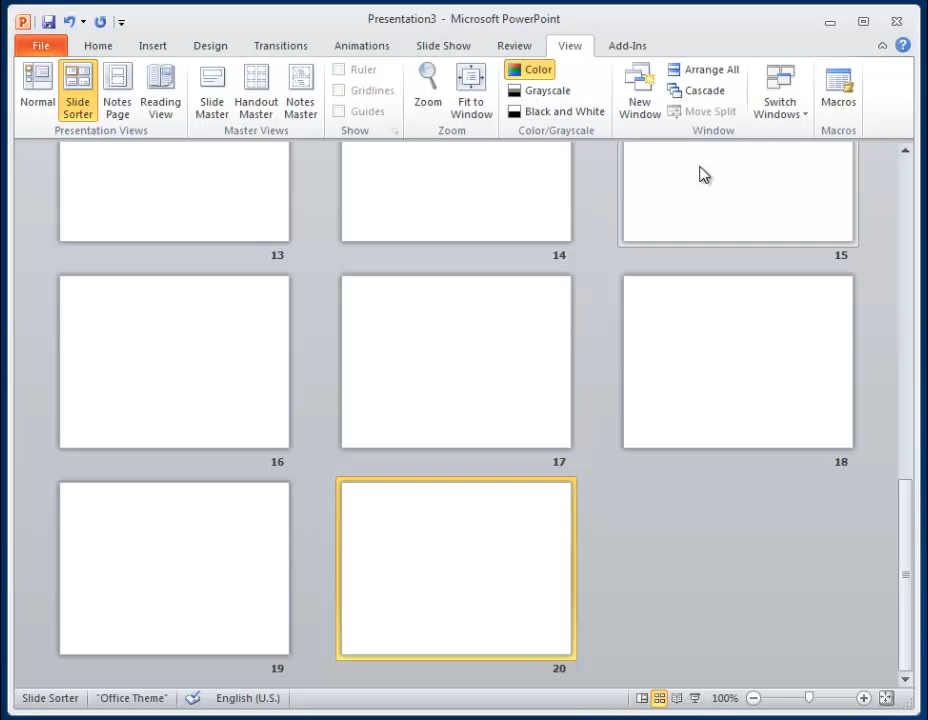 Presentation3 - Microsoft PowerPoint
File Home Insert Design Transitions Animations Slide Show Review View Add-Ins
Normal
Slide Sorter
Notes Page
Reading View
Presentation Views
Slide Master
Handout Master
Notes Master
Master Views
Ruler
Gridlines
Guides
Show
Zoom
Fit to Window
Zoom
Color
Grayscale
Black and White
Color/Grayscale
New Window
Arrange All
Cascade
Move Split
Switch Windows
Window
Macros
Macros
13 14 15
16 17 18
19 20
Slide Sorter "Office Theme" English (U.S.) 100%